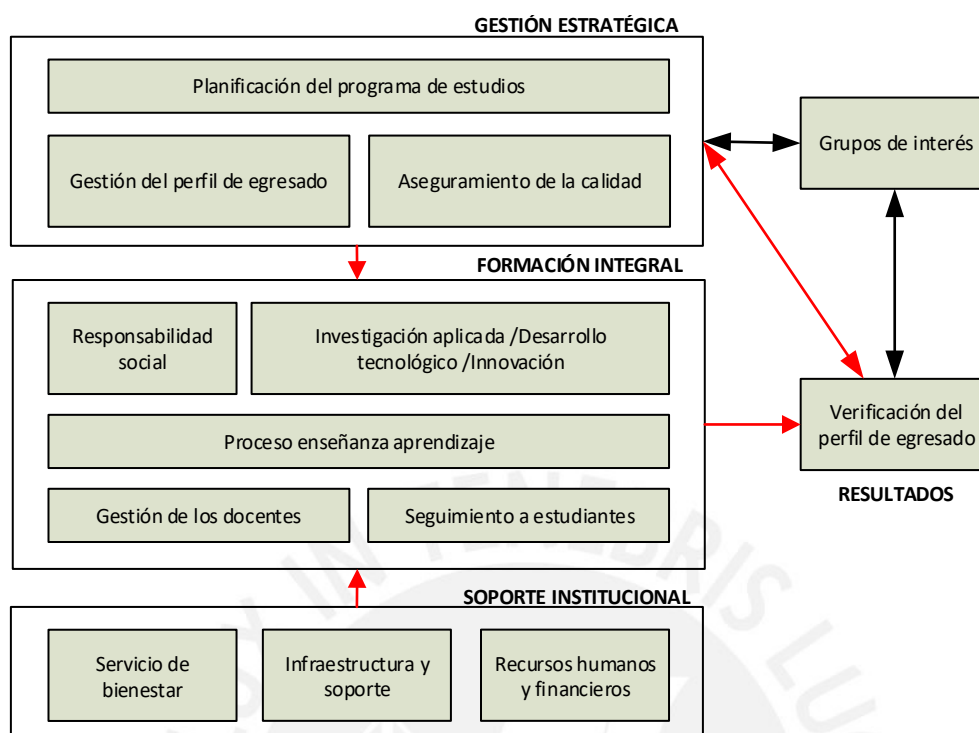 GESTIÓN ESTRATÉGICA
Planificación del programa de estudios
Gestión del perfil de egresado
Aseguramiento de la calidad
Grupos de interés
FORMACIÓN INTEGRAL
Responsabilidad
social
Investigación aplicada /Desarrollo
tecnológico /Innovación
Proceso enseñanza aprendizaje
Gestión de los docentes
Seguimiento a estudiantes
Verificación del
perfil de egresado
RESULTADOS
SOPORTE INSTITUCIONAL
Servicio de
bienestar
Infraestructura y
soporte
Recursos humanos
y financieros
IN TENEBRIS